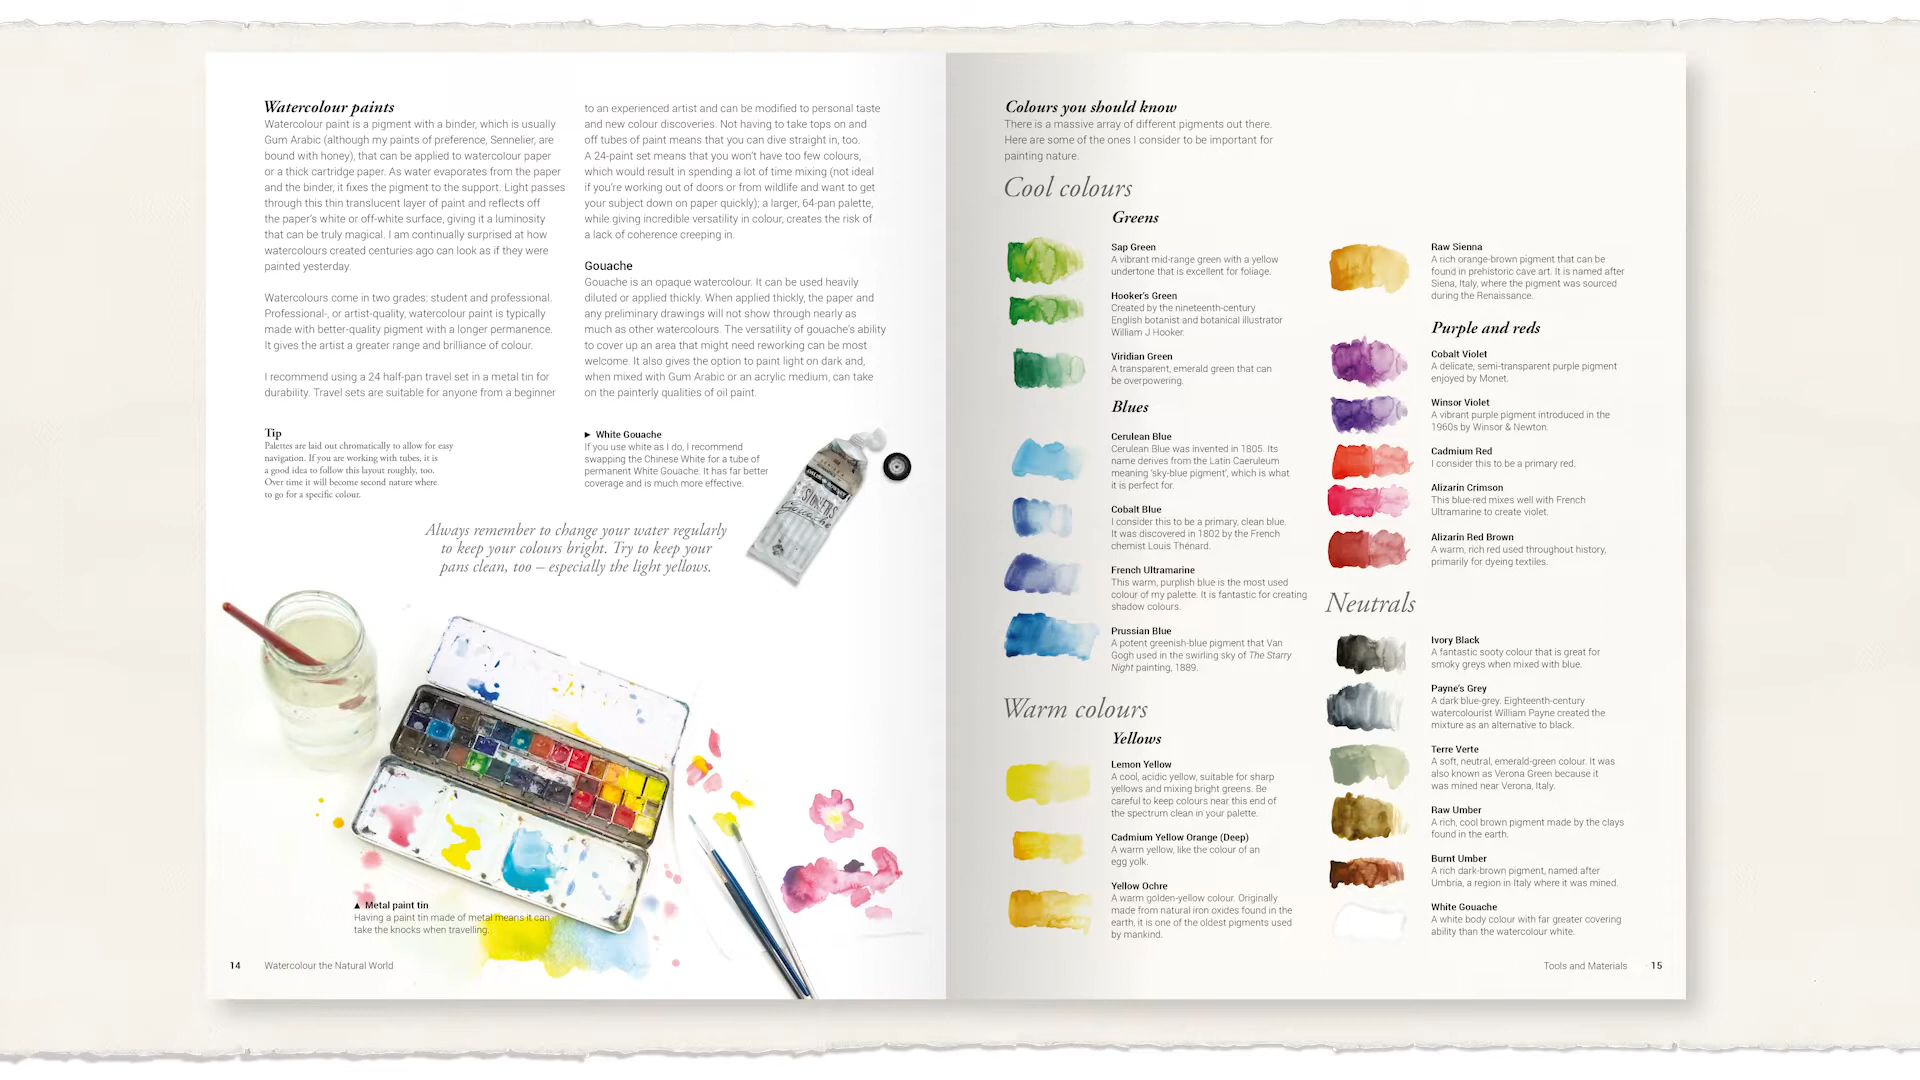 Watercolour paints
Watercolour paint is a pigment with a binder, which is usually
Gum Arabic (although my paints of preference, Sennelier, are
bound with honey), that can be applied to watercolour paper
or a thick cartridge paper. As water evaporates from the paper
and the binder, it fixes the pigment to the support. Light passes
through this thin translucent layer of paint and reflects off
the paper's white or off-white surface, giving it a luminosity
that can be truly magical. I am continually surprised at how
watercolours created centuries ago can look as if they were
painted yesterday.
Watercolours come in two grades: student and professional.
Professional-, or artist-quality, watercolour paint is typically
made with better-quality pigment with a longer permanence.
It gives the artist a greater range and brilliance of colour.
I recommend using a 24 half-pan travel set in a metal tin for
durability. Travel sets are suitable for anyone from a beginner
to an experienced artist and can be modified to personal taste
and new colour discoveries. Not having to take tops on and
off tubes of paint means that you can dive straight in, too.
A 24-paint set means that you won't have too few colours,
which would result in spending a lot of time mixing (not ideal
if you're working out of doors or from wildlife and want to get
your subject down on paper quickly); a larger, 64-pan palette,
while giving incredible versatility in colour, creates the risk of
a lack of coherence creeping in.
Gouache
Gouache is an opaque watercolour. It can be used heavily
diluted or applied thickly. When applied thickly, the paper and
any preliminary drawings will not show through nearly as
much as other watercolours. The versatility of gouache's ability
to cover up an area that might need reworking can be most
welcome. It also gives the option to paint light on dark and,
when mixed with Gum Arabic or an acrylic medium, can take
on the painterly qualities of oil paint.
Tip
Palettes are laid out chromatically to allow for easy
navigation. If you are working with tubes, it is
a good idea to follow this layout roughly, too.
Over time it will become second nature where
to go for a specific colour.
► White Gouache
If you use white as I do, I recommend
swapping the Chinese White for a tube of
permanent White Gouache. It has far better
coverage and is much more effective.
Gouache
Always remember to change your water regularly
to keep your colours bright. Try to keep your
pans clean, too – especially the light yellows.
▲ Metal paint tin
Having a paint tin made of metal means it can
take the knocks when travelling.
14 Watercolour the Natural World
Colours you should know
There is a massive array of different pigments out there.
Here are some of the ones I consider to be important for
painting nature.
Cool colours
Greens
Sap Green
A vibrant mid-range green with a yellow
undertone that is excellent for foliage.
Hooker's Green
Created by the nineteenth-century
English botanist and botanical illustrator
William J Hooker.
Viridian Green
A transparent, emerald green that can
be overpowering.
Blues
Cerulean Blue
Cerulean Blue was invented in 1805. Its
name derives from the Latin Caeruleum
meaning 'sky-blue pigment', which is what
it is perfect for.
Cobalt Blue
I consider this to be a primary, clean blue.
It was discovered in 1802 by the French
chemist Louis Thénard.
French Ultramarine
This warm, purplish blue is the most used
colour of my palette. It is fantastic for creating
shadow colours.
Prussian Blue
A potent greenish-blue pigment that Van
Gogh used in the swirling sky of The Starry
Night painting, 1889.
Warm colours
Yellows
Lemon Yellow
A cool, acidic yellow, suitable for sharp
yellows and mixing bright greens. Be
careful to keep colours near this end of
the spectrum clean in your palette.
Cadmium Yellow Orange (Deep)
A warm yellow, like the colour of an
egg yolk.
Yellow Ochre
A warm golden-yellow colour. Originally
made from natural iron oxides found in the
earth, it is one of the oldest pigments used
by mankind.
Raw Sienna
A rich orange-brown pigment that can be
found in prehistoric cave art. It is named after
Siena, Italy, where the pigment was sourced
during the Renaissance.
Purple and reds
Cobalt Violet
A delicate, semi-transparent purple pigment
enjoyed by Monet.
Winsor Violet
A vibrant purple pigment introduced in the
1960s by Winsor & Newton.
Cadmium Red
I consider this to be a primary red.
Alizarin Crimson
This blue-red mixes well with French
Ultramarine to create violet.
Alizarin Red Brown
A warm, rich red used throughout history,
primarily for dyeing textiles.
Neutrals
Ivory Black
A fantastic sooty colour that is great for
smoky greys when mixed with blue.
Payne's Grey
A dark blue-grey. Eighteenth-century
watercolourist William Payne created the
mixture as an alternative to black.
Terre Verte
A soft, neutral, emerald-green colour. It was
also known as Verona Green because it
was mined near Verona, Italy.
Raw Umber
A rich, cool brown pigment made by the clays
found in the earth.
Burnt Umber
A rich dark-brown pigment, named after
Umbria, a region in Italy where it was mined.
White Gouache
A white body colour with far greater covering
ability than the watercolour white.
Tools and Materials 15